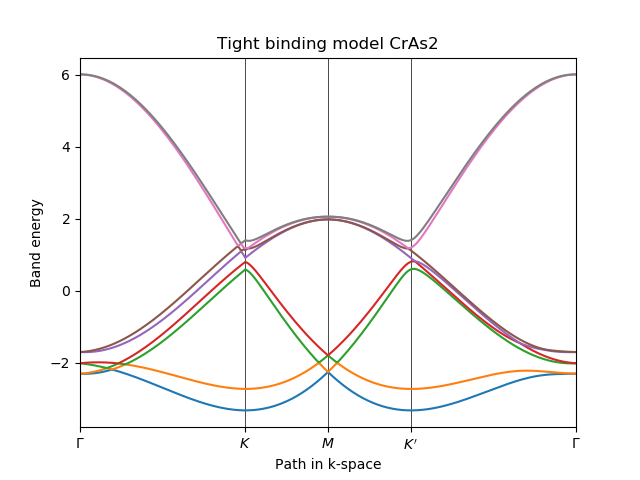 Tight binding model CrAs2
Band energy
6
4
2
0
−2
Γ
K
M
K′
Γ
Path in k-space